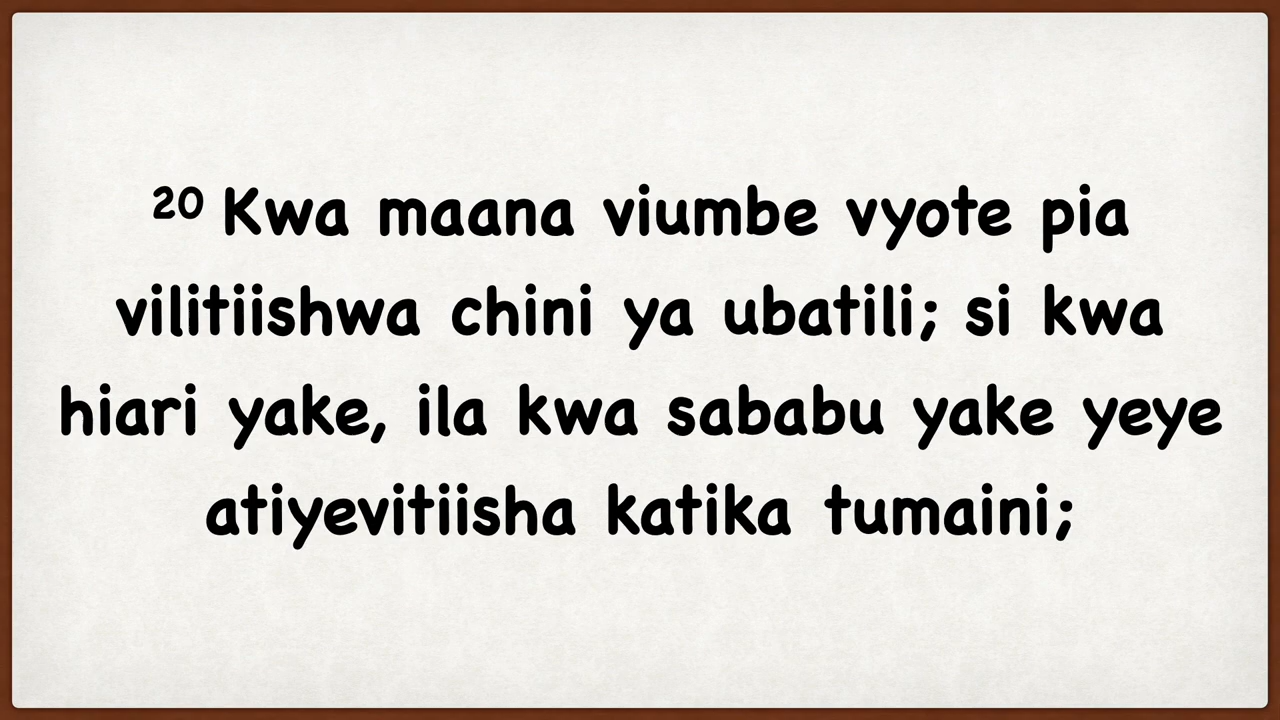 20 Kwa maana viumbe vyote pia
vilitiishwa chini ya ubatili; si kwa
hiari yake, ila kwa sababu yake yeye
atiyevitiisha katika tumaini;